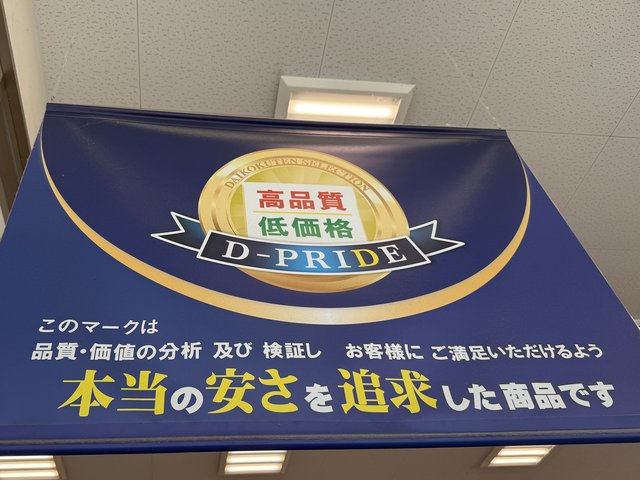 DAIKOKUTEN SELECTION
高品質
低価格
D-PRIDE
このマークは
品質・価値の分析 及び 検証し お客様に ご満足いただけるよう
本当の安さを追求した商品です